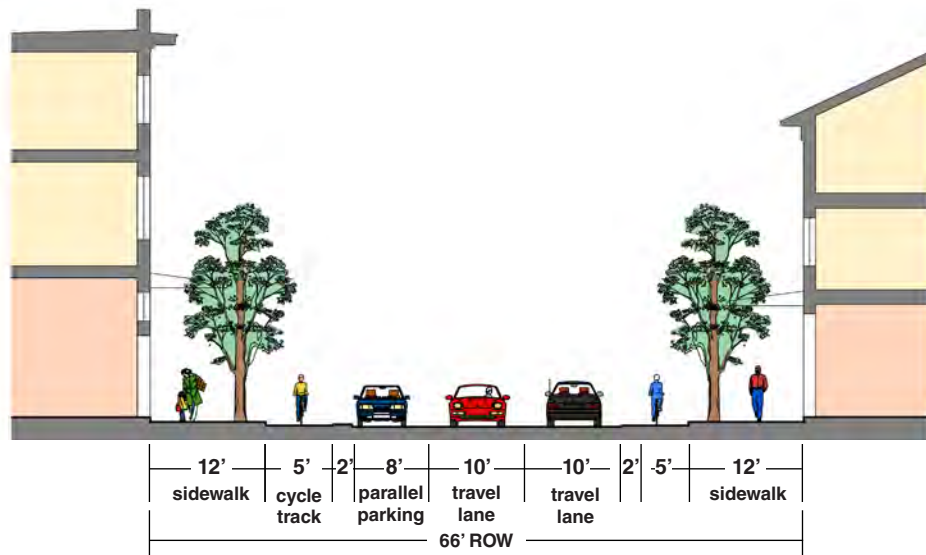 12’ 5’ 2’ 8’ 10’ 10’ 2’ 5’ 12’
sidewalk cycle parallel travel travel sidewalk
track parking lane lane
66’ ROW